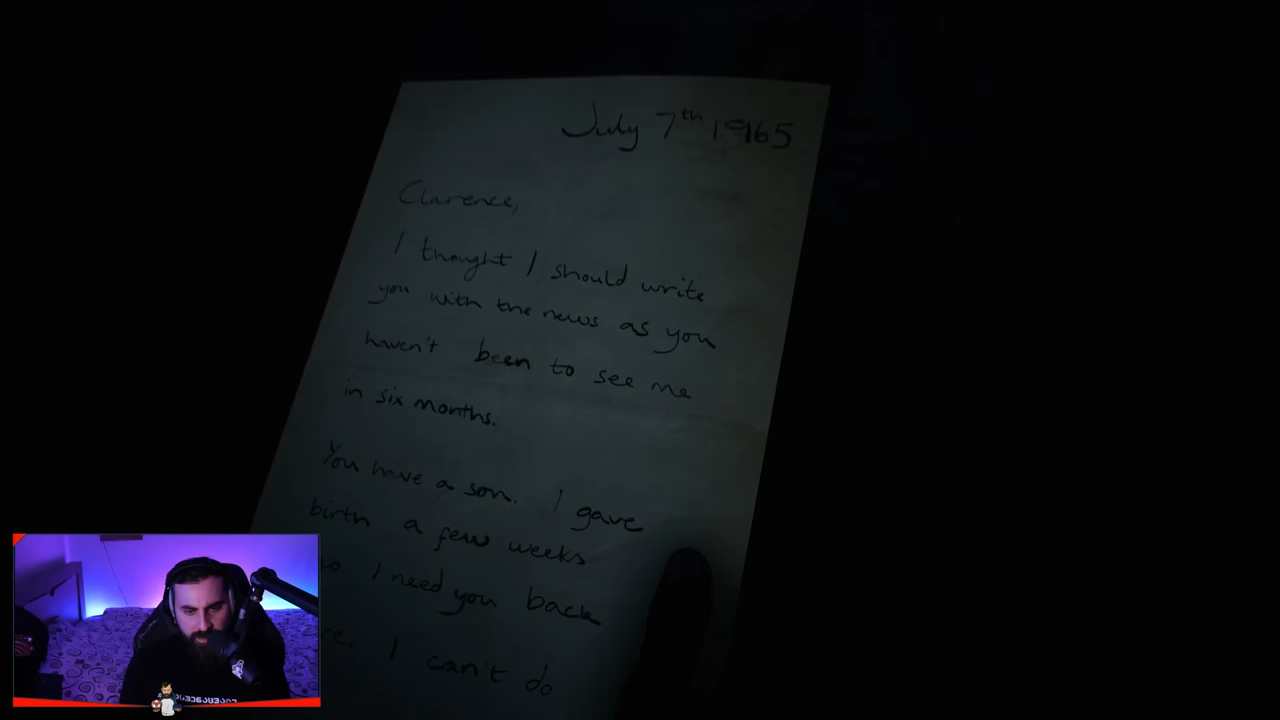 July 7th 1965
Clarence,
I thought I should write
you with the news as you
haven't been to see me
in six months.
You have a son. I gave
birth a few weeks
I need you back
I can't do